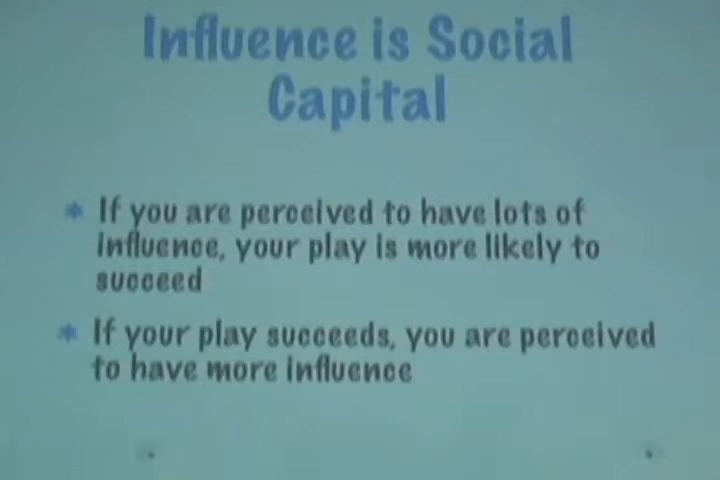 Influence is Social
Capital
* If you are perceived to have lots of
influence, your play is more likely to
succeed
* If your play succeeds, you are perceived
to have more influence